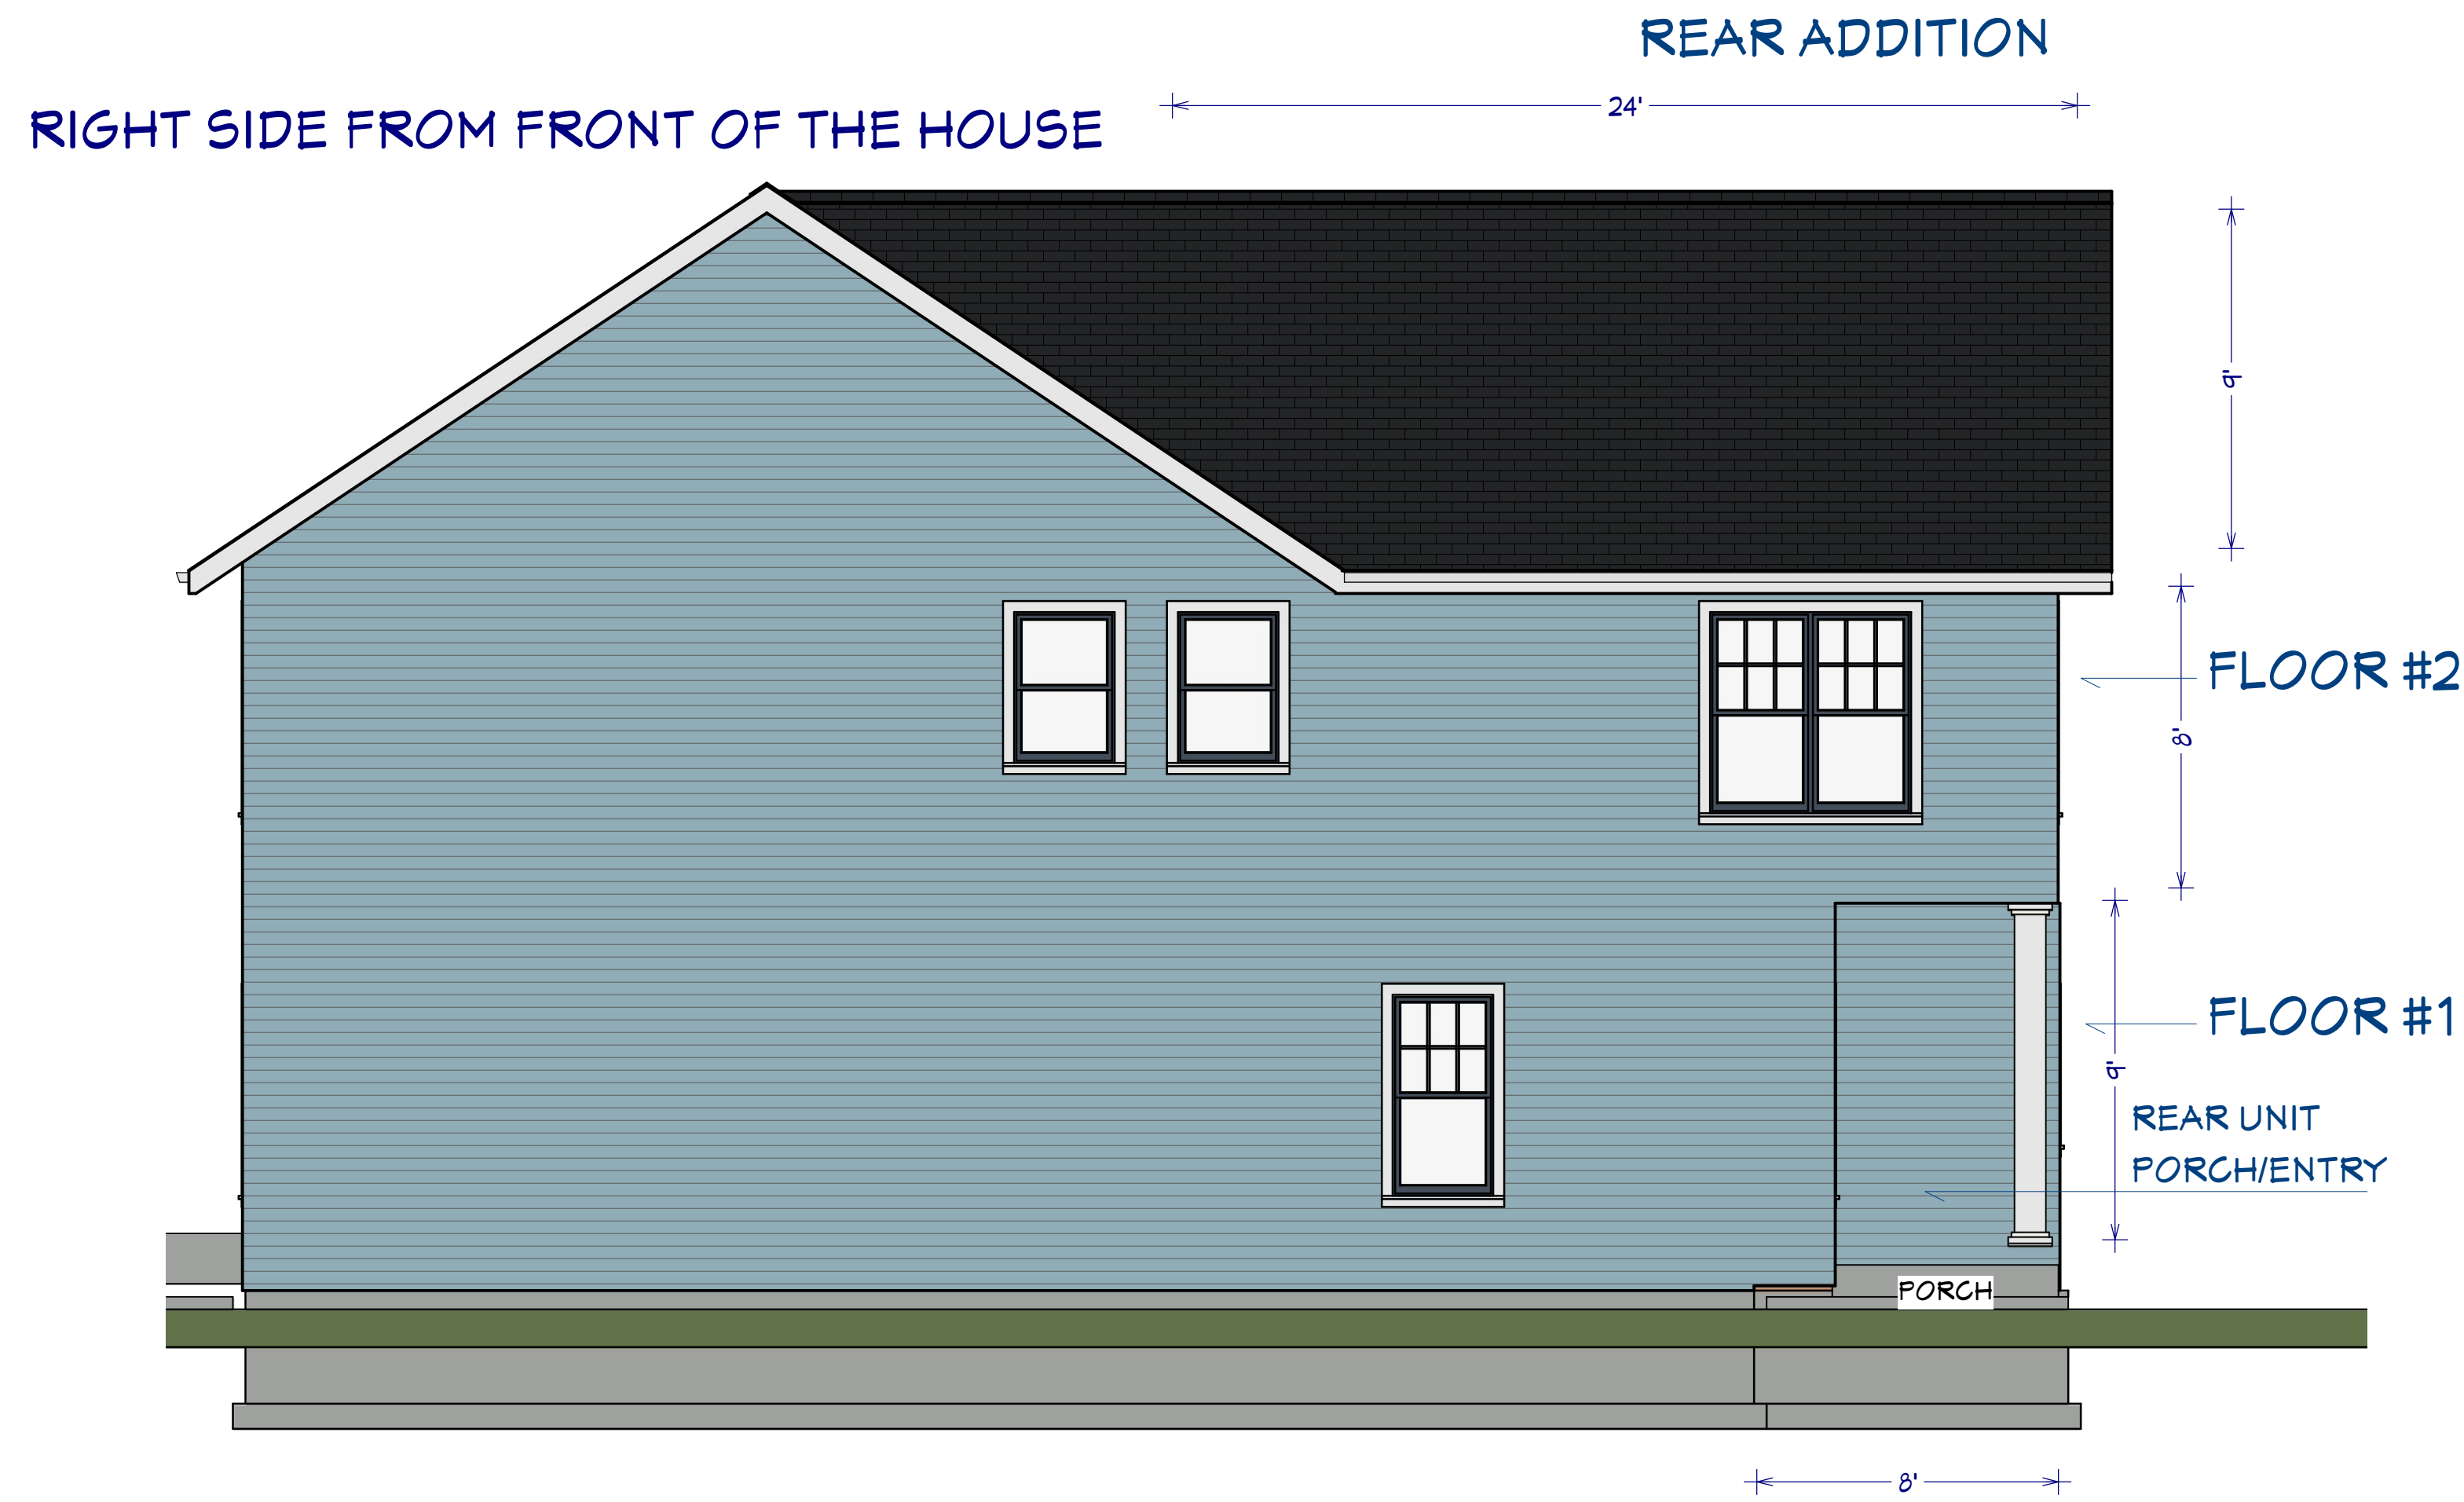 REAR ADDITION
24'
RIGHT SIDE FROM FRONT OF THE HOUSE
9'
FLOOR #2
8'
FLOOR #1
9'
REAR UNIT
PORCH/ENTRY
PORCH
8'